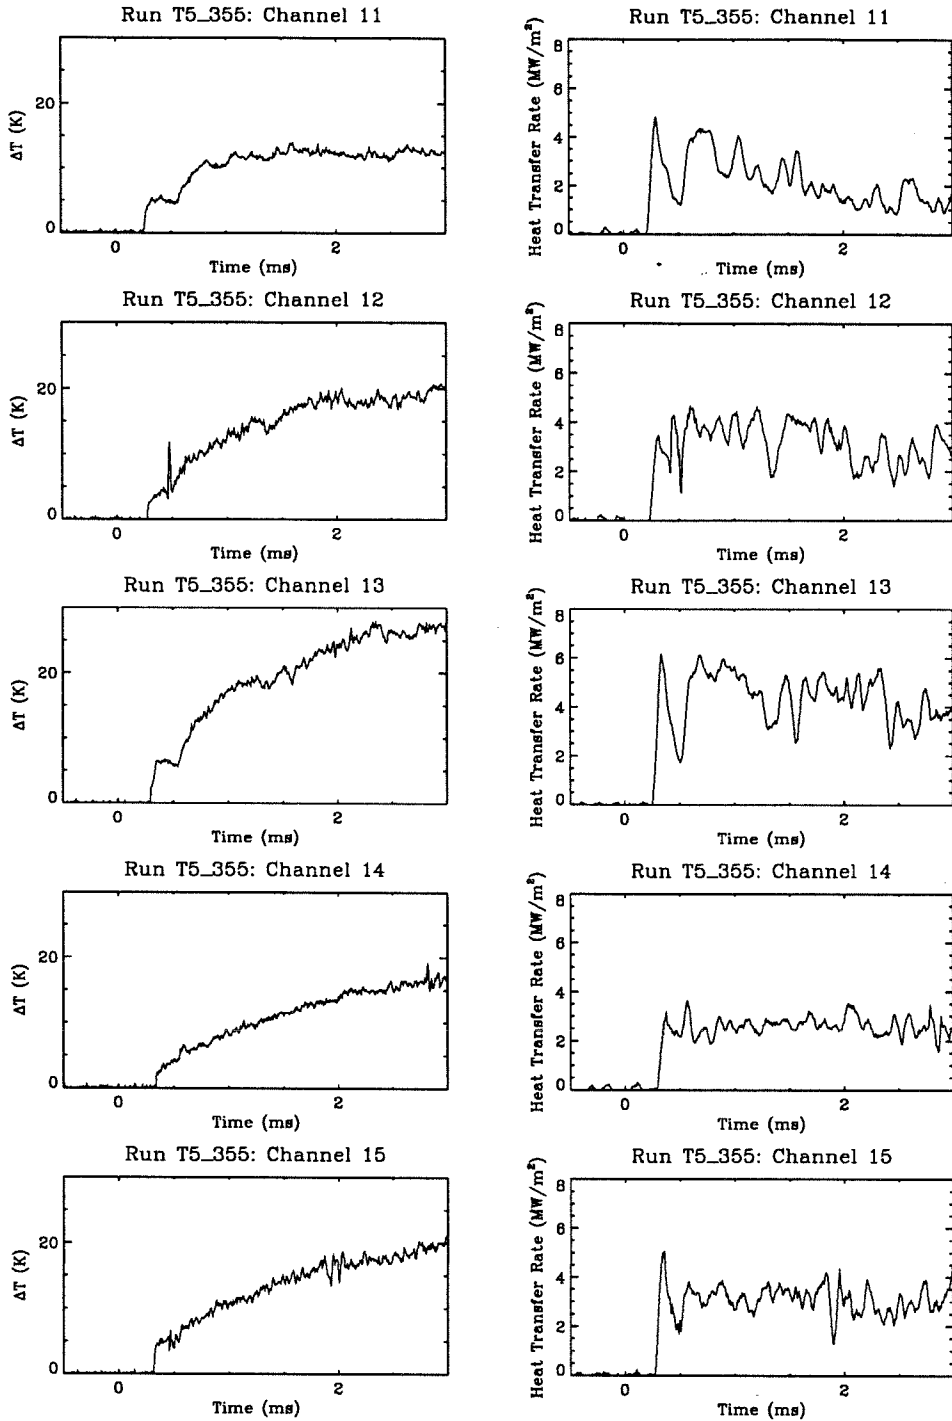 Run T5_355: Channel 11
ΔT (K)
20
0
0
2
Time (ms)
Run T5_355: Channel 11
Heat Transfer Rate (MW/m²)
8
6
4
2
0
0
2
Time (ms)
Run T5_355: Channel 12
ΔT (K)
20
0
0
2
Time (ms)
Run T5_355: Channel 12
Heat Transfer Rate (MW/m²)
8
6
4
2
0
0
2
Time (ms)
Run T5_355: Channel 13
ΔT (K)
20
0
0
2
Time (ms)
Run T5_355: Channel 13
Heat Transfer Rate (MW/m²)
8
6
4
2
0
0
2
Time (ms)
Run T5_355: Channel 14
ΔT (K)
20
0
0
2
Time (ms)
Run T5_355: Channel 14
Heat Transfer Rate (MW/m²)
8
6
4
2
0
0
2
Time (ms)
Run T5_355: Channel 15
ΔT (K)
20
0
0
2
Time (ms)
Run T5_355: Channel 15
Heat Transfer Rate (MW/m²)
8
6
4
2
0
0
2
Time (ms)